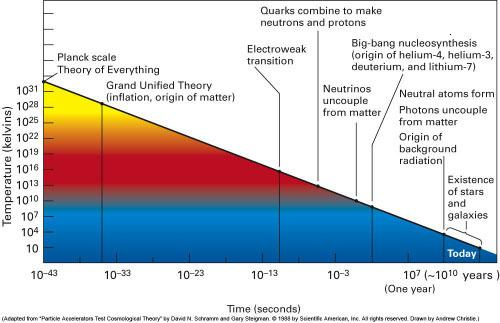 Quarks combine to make
neutrons and protons
Planck scale
Theory of Everything
Electroweak
transition
Big-bang nucleosynthesis
(origin of helium-4, helium-3,
deuterium, and lithium-7)
Grand Unified Theory
(inflation, origin of matter)
Neutrinos
uncouple
from matter
Neutral atoms form
Photons uncouple
from matter
Origin of
background
radiation
Existence
of stars
and
galaxies
Today
Temperature (kelvins)
10³¹
10²⁸
10²⁵
10²²
10¹⁹
10¹⁶
10¹³
10¹⁰
10⁷
10⁴
10
10⁻⁴³ 10⁻³³ 10⁻²³ 10⁻¹³ 10⁻³ 10⁷ (~10¹⁰ years)
(One year)
Time (seconds)
(Adapted from "Particle Accelerators Test Cosmological Theory" by David N. Schramm and Gary Steigman. © 1988 by Scientific American, Inc. All rights reserved. Drawn by Andrew Christie.)